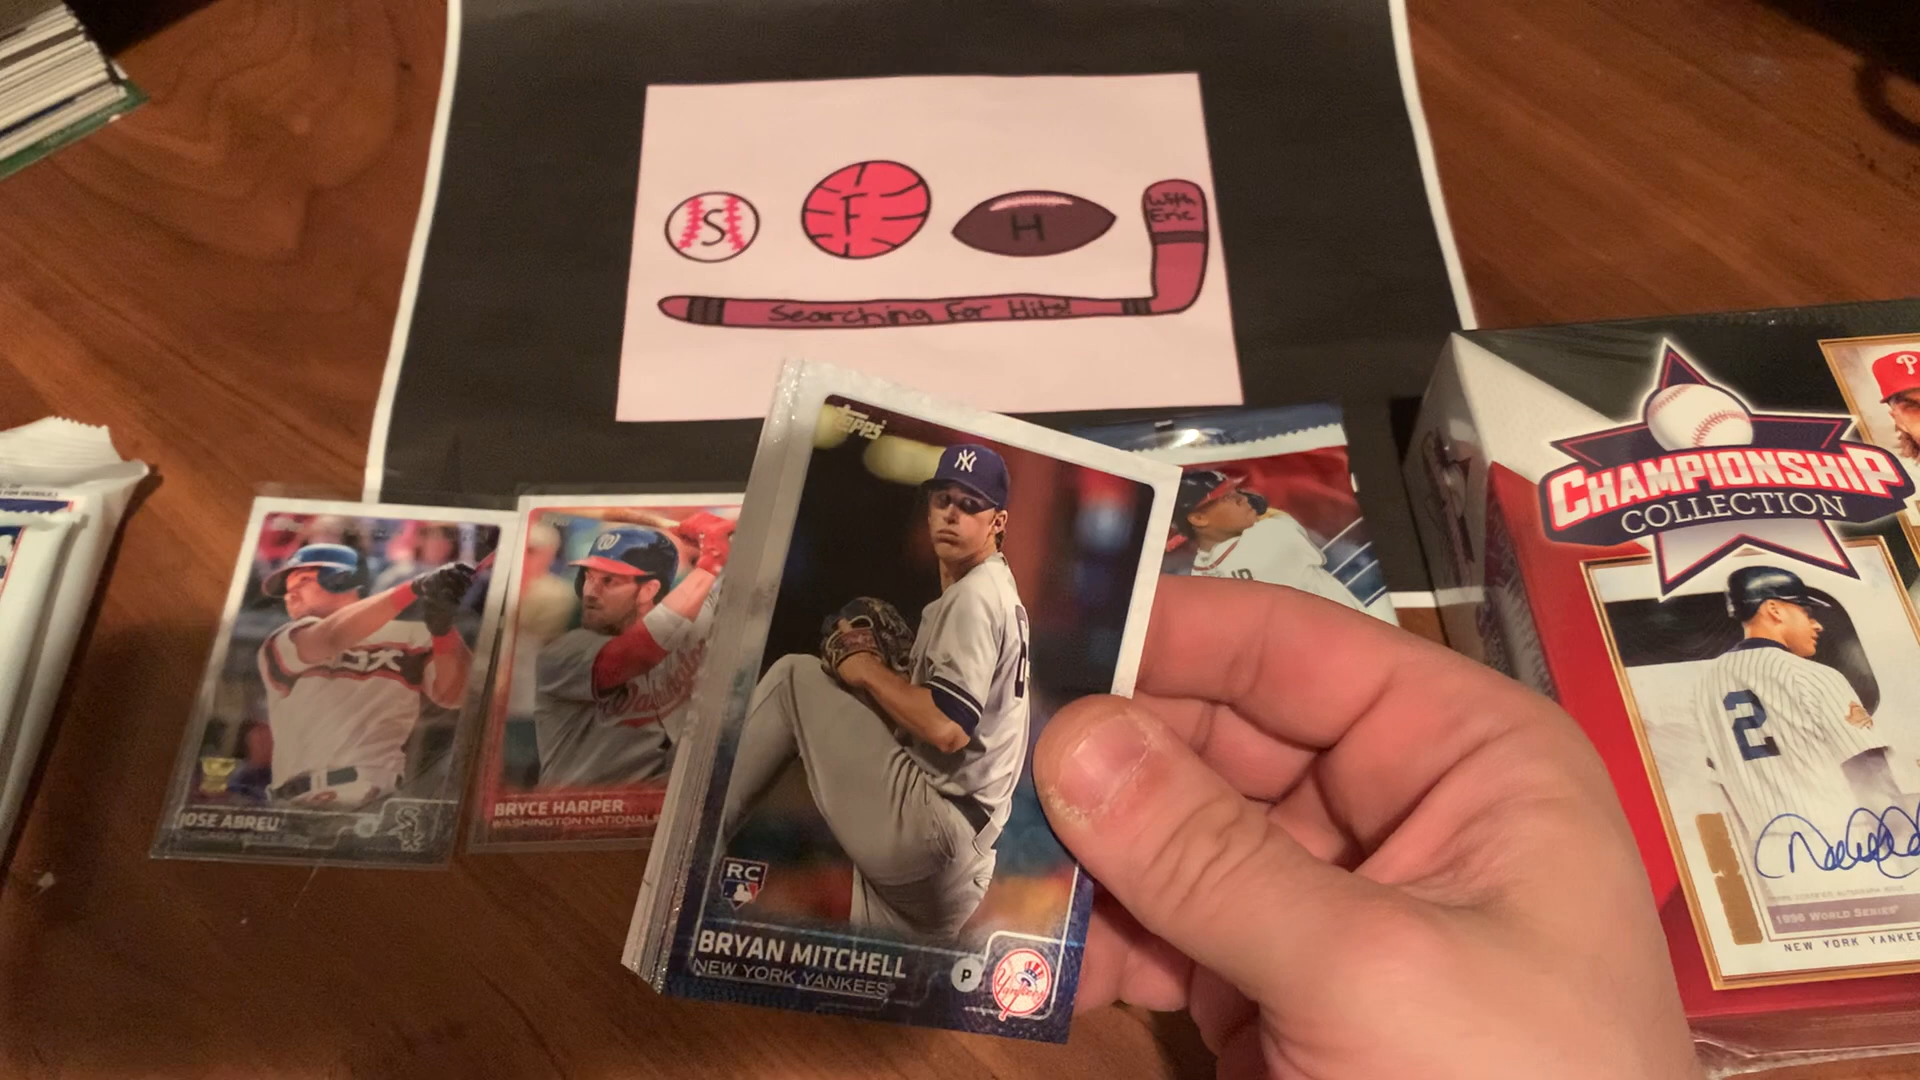 S
F
H
With
Eric
Searching For Hits!
Topps
CHAMPIONSHIP
COLLECTION
JOSE ABREU
BRYCE HARPER
WASHINGTON NATIONALS
RC
BRYAN MITCHELL
NEW YORK YANKEES
P
Yankees
2
1996 WORLD SERIES
NEW YORK YANKEE